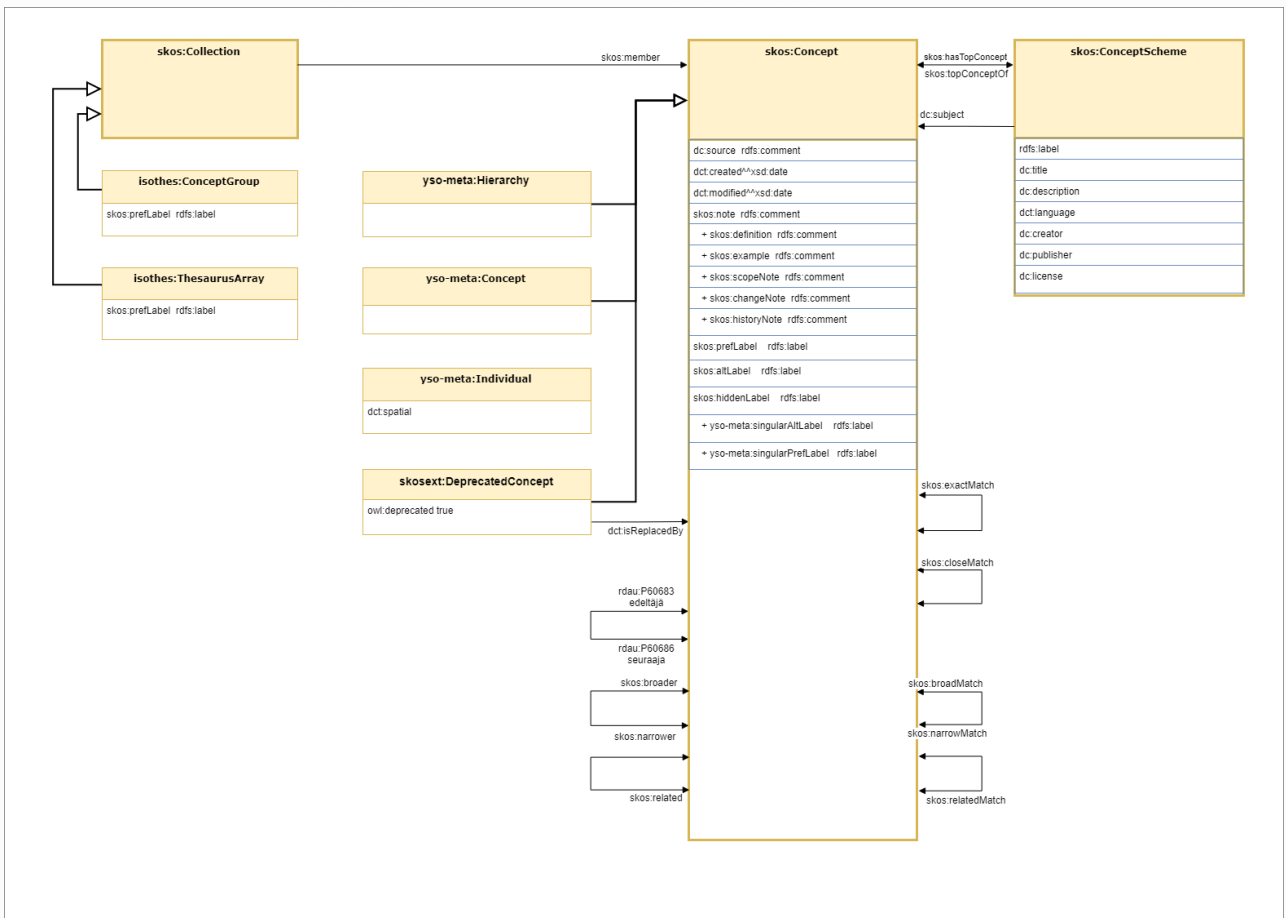 skos:Collection
skos:member
skos:Concept
skos:hasTopConcept
skos:topConceptOf
skos:ConceptScheme
dc:subject
isothes:ConceptGroup
skos:prefLabel rdfs:label
isothes:ThesaurusArray
skos:prefLabel rdfs:label
yso-meta:Hierarchy
yso-meta:Concept
yso-meta:Individual
dct:spatial
skosext:DeprecatedConcept
owl:deprecated true
dct:isReplacedBy
dc:source rdfs:comment
dct:created^^xsd:date
dct:modified^^xsd:date
skos:note rdfs:comment
+ skos:definition rdfs:comment
+ skos:example rdfs:comment
+ skos:scopeNote rdfs:comment
+ skos:changeNote rdfs:comment
+ skos:historyNote rdfs:comment
skos:prefLabel rdfs:label
skos:altLabel rdfs:label
skos:hiddenLabel rdfs:label
+ yso-meta:singularAltLabel rdfs:label
+ yso-meta:singularPrefLabel rdfs:label
rdfs:label
dc:title
dc:description
dct:language
dc:creator
dc:publisher
dc:license
rdau:P60683
edeltäjä
rdau:P60686
seuraaja
skos:broader
skos:narrower
skos:related
skos:exactMatch
skos:closeMatch
skos:broadMatch
skos:narrowMatch
skos:relatedMatch